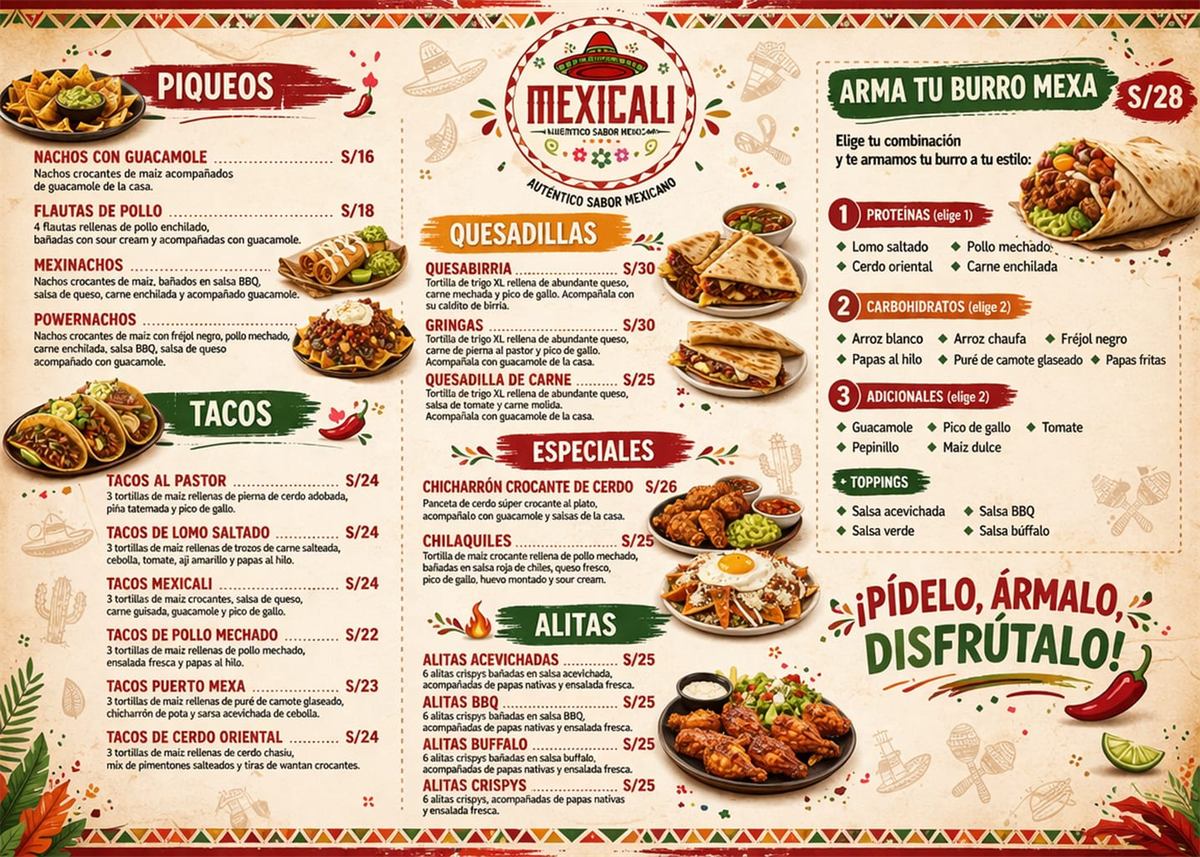 PIQUEOS
NACHOS CON GUACAMOLE ........ S/16
Nachos crocantes de maiz acompañados
de guacamole de la casa.
FLAUTAS DE POLLO ........ S/18
4 flautas rellenas de pollo enchilado,
bañadas con sour cream y acompañadas con guacamole.
MEXINACHOS ........
Nachos crocantes de maiz, bañados en salsa BBQ,
salsa de queso, carne enchilada y acompañado guacamole.
POWERNACHOS ........
Nachos crocantes de maiz con fréjol negro, pollo mechado,
carne enchilada, salsa BBQ, salsa de queso
acompañado con guacamole.
TACOS
TACOS AL PASTOR ........ S/24
3 tortillas de maiz rellenas de pierna de cerdo adobada,
piña tatemada y pico de gallo.
TACOS DE LOMO SALTADO ........ S/24
3 tortillas de maiz rellenas de trozos de carne salteada,
cebolla, tomate, aji amarillo y papas al hilo.
TACOS MEXICALI ........ S/24
3 tortillas de maiz crocantes, salsa de queso,
carne guisada, guacamole y pico de gallo.
TACOS DE POLLO MECHADO ........ S/22
3 tortillas de maiz rellenas de pollo mechado,
ensalada fresca y papas al hilo.
TACOS PUERTO MEXA ........ S/23
3 tortillas de maiz rellenas de puré de camote glaseado,
chicharrón de pota y sarsa acevichada de cebolla.
TACOS DE CERDO ORIENTAL ........ S/24
3 tortillas de maiz rellenas de cerdo chasiu,
mix de pimentones salteados y tiras de wantan crocantes.
MEXICALI
AUTÉNTICO SABOR MEXICANO
QUESADILLAS
QUESABIRRIA ........ S/30
Tortilla de trigo XL rellena de abundante queso,
carne mechada y pico de gallo. Acompañala con
su caldito de birria.
GRINGAS ........ S/30
Tortilla de trigo XL rellena de abundante queso,
carne de pierna al pastor y pico de gallo.
Acompañala con guacamole de la casa.
QUESADILLA DE CARNE ........ S/25
Tortilla de trigo XL rellena de abundante queso,
salsa de tomate y carne molida.
Acompañala con guacamole de la casa.
ESPECIALES
CHICHARRÓN CROCANTE DE CERDO S/26
Panceta de cerdo súper crocante al plato,
acompañalo con guacamole y salsas de la casa.
CHILAQUILES ........ S/25
Tortilla de maiz crocante rellena de pollo mechado,
bañadas en salsa roja de chiles, queso fresco,
pico de gallo, huevo montado y sour cream.
ALITAS
ALITAS ACEVICHADAS ........ S/25
6 alitas crispys bañadas en salsa acevichada,
acompañadas de papas nativas y ensalada fresca.
ALITAS BBQ ........ S/25
6 alitas crispys bañadas en salsa BBQ,
acompañadas de papas nativas y ensalada fresca.
ALITAS BUFFALO ........ S/25
6 alitas crispys bañadas en salsa buffalo,
acompañadas de papas nativas y ensalada fresca.
ALITAS CRISPYS ........ S/25
6 alitas crispys, acompañadas de papas nativas
y ensalada fresca.
ARMA TU BURRO MEXA S/28
Elige tu combinación
y te armamos tu burro a tu estilo:
1 PROTEÍNAS (elige 1)
Lomo saltado Pollo mechado
Cerdo oriental Carne enchilada
2 CARBOHIDRATOS (elige 2)
Arroz blanco Arroz chaufa Fréjol negro
Papas al hilo Puré de camote glaseado Papas fritas
3 ADICIONALES (elige 2)
Guacamole Pico de gallo Tomate
Pepinillo Maiz dulce
+ TOPPINGS
Salsa acevichada Salsa BBQ
Salsa verde Salsa búffalo
¡PÍDELO, ÁRMALO,
DISFRÚTALO!